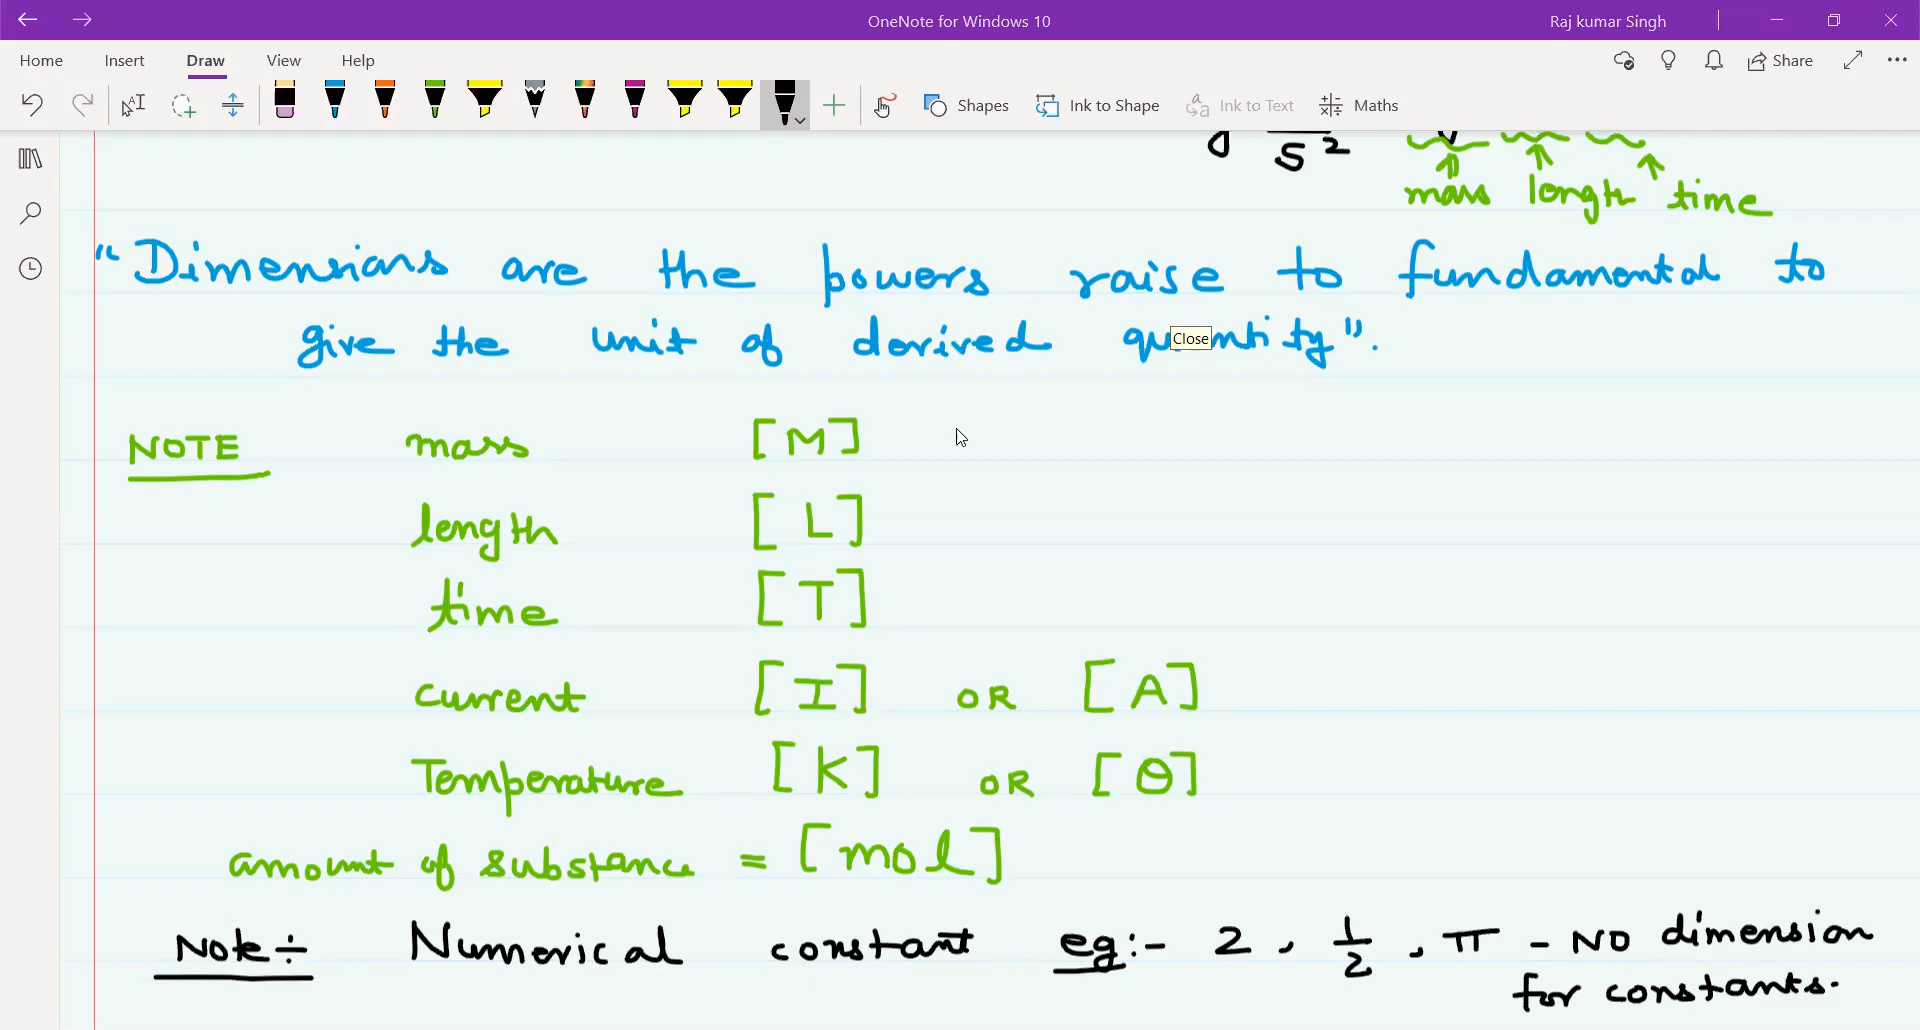 OneNote for Windows 10
Raj kumar Singh
Home Insert Draw View Help
Share
Shapes Ink to Shape Ink to Text Maths
S²
mass length time
"Dimensions are the powers raise to fundamental to
give the unit of derived quantity".
Close
NOTE mass [M]
length [L]
time [T]
current [I] OR [A]
Temperature [K] OR [θ]
amount of substance = [mol]
Note÷ Numerical constant eg:- 2, 1/2, π - NO dimension
for constants.